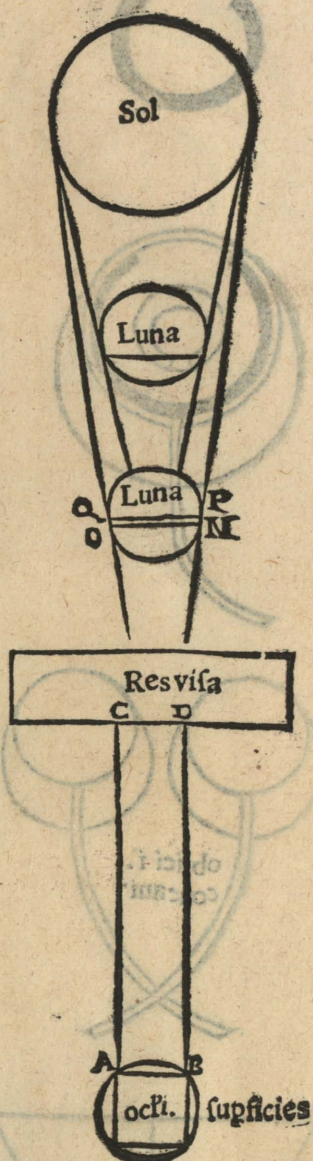 Sol
Luna
Luna
Q P
O N
Res visa
C D
A B
ocli. supficies